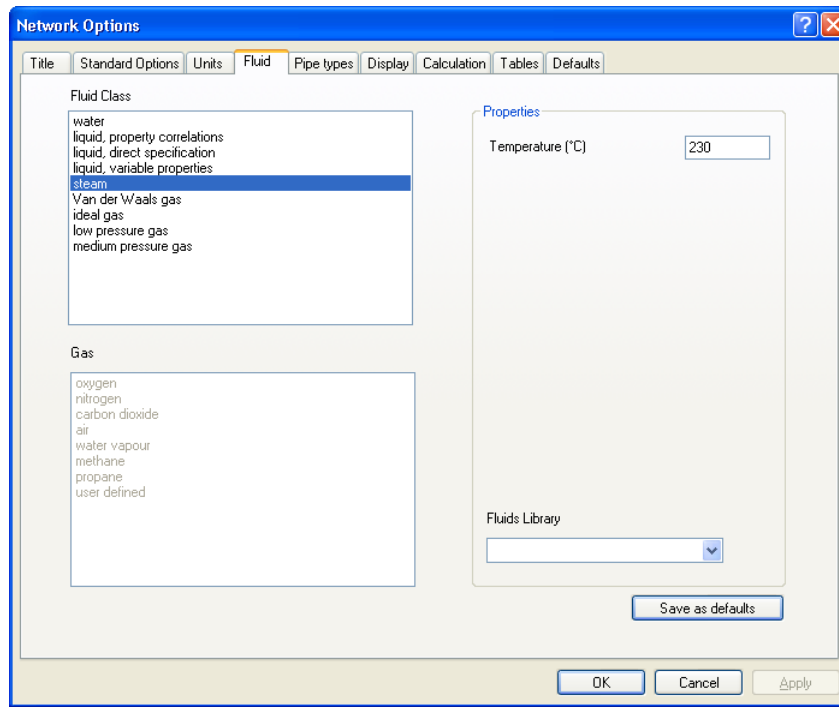 Network Options
Title Standard Options Units Fluid Pipe types Display Calculation Tables Defaults
Fluid Class
water
liquid, property correlations
liquid, direct specification
liquid, variable properties
steam
Van der Waals gas
ideal gas
low pressure gas
medium pressure gas
Properties
Temperature (°C) 230
Gas
oxygen
nitrogen
carbon dioxide
air
water vapour
methane
propane
user defined
Fluids Library
Save as defaults
OK Cancel Apply